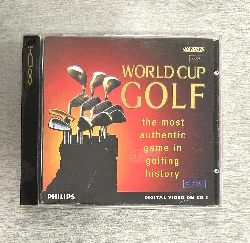 WORLD CUP
GOLF
the most
authentic
game in
golfing
history
PHILIPS
DIGITAL VIDEO ON CD